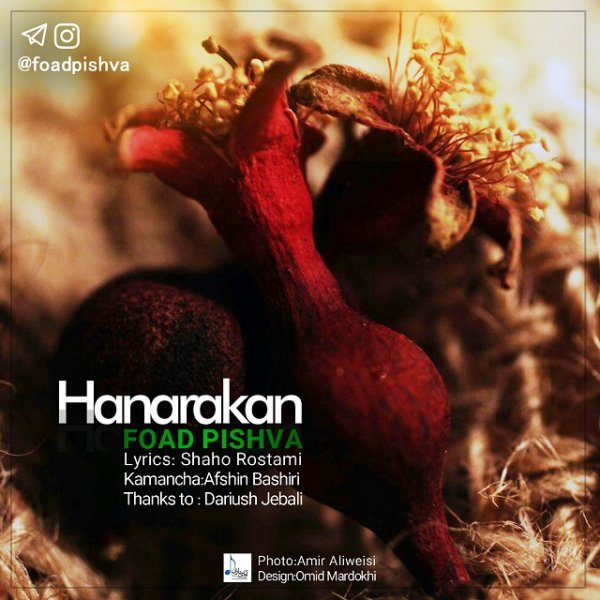 @foadpishva
Hanarakan
FOAD PISHVA
Lyrics: Shaho Rostami
Kamancha:Afshin Bashiri
Thanks to : Dariush Jebali
Photo:Amir Aliweisi
Design:Omid Mardokhi